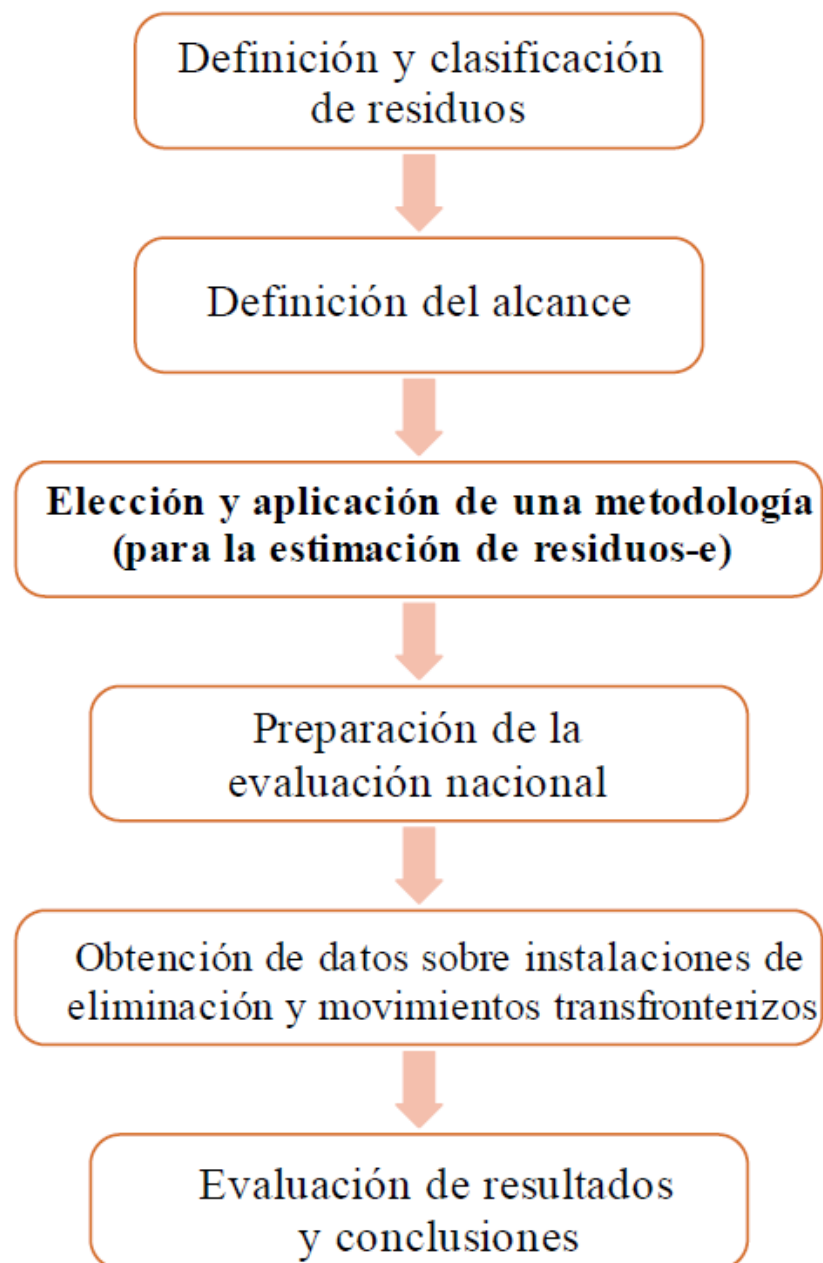 Definición y clasificación
de residuos
Definición del alcance
Elección y aplicación de una metodología
(para la estimación de residuos-e)
Preparación de la
evaluación nacional
Obtención de datos sobre instalaciones de
eliminación y movimientos transfronterizos
Evaluación de resultados
y conclusiones